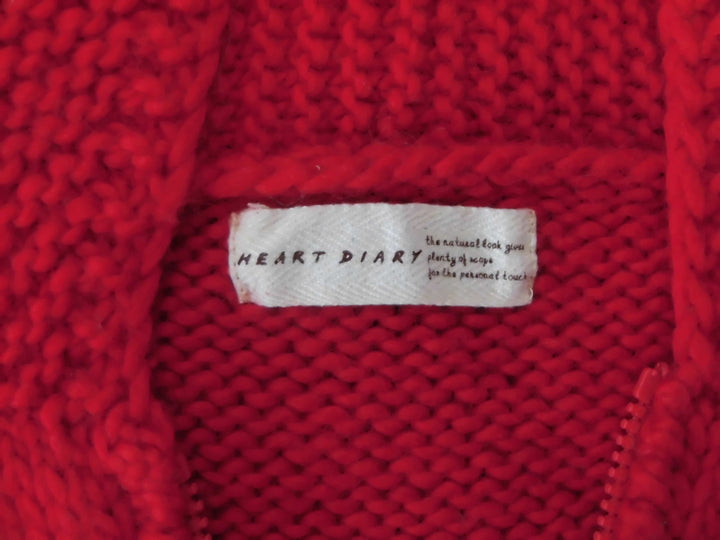 HEART DIARY
the natural look gives
plenty of scope
for the personal touch